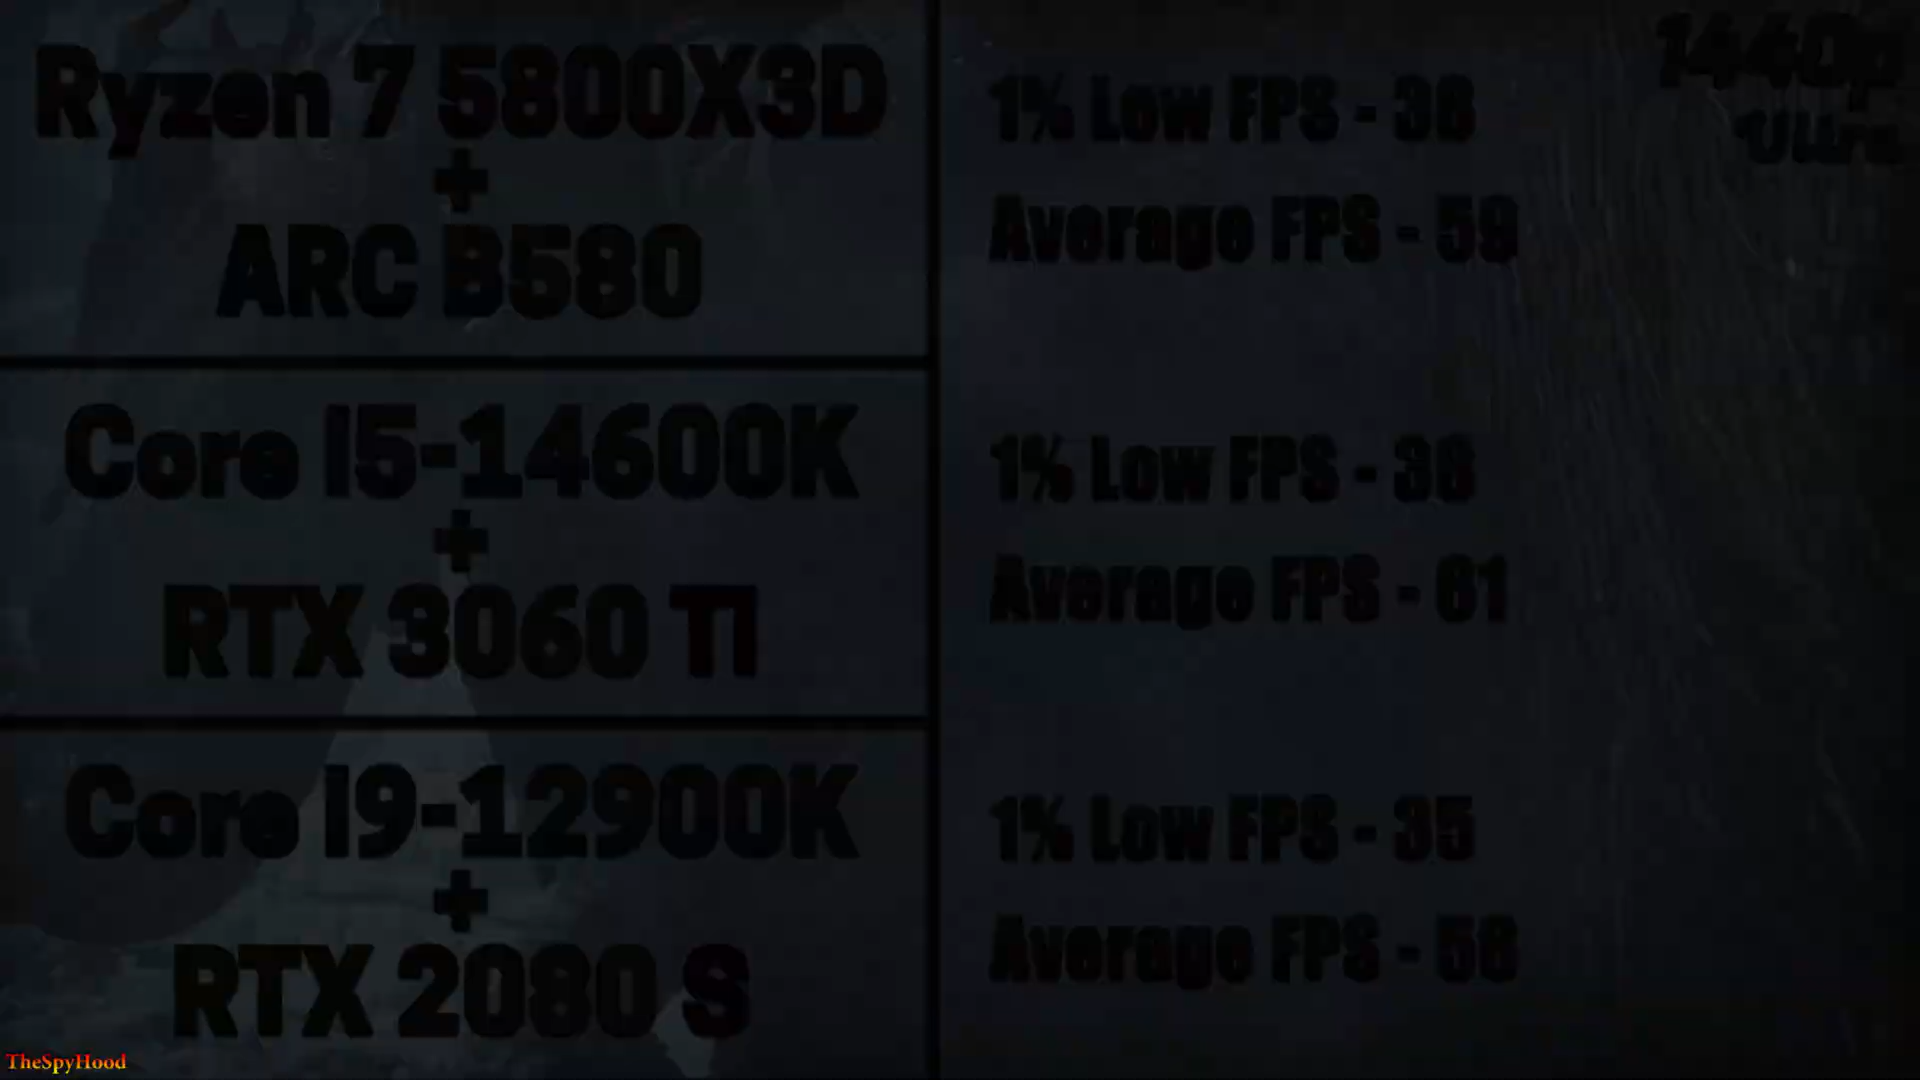 Ryzen 7 5800X3D
+
ARC B580
1% Low FPS - 38
Average FPS - 59
1440p
Ultra
Core I5-14600K
+
RTX 3060 TI
1% Low FPS - 38
Average FPS - 61
Core I9-12900K
+
RTX 2080 S
1% Low FPS - 35
Average FPS - 58
TheSpyHood